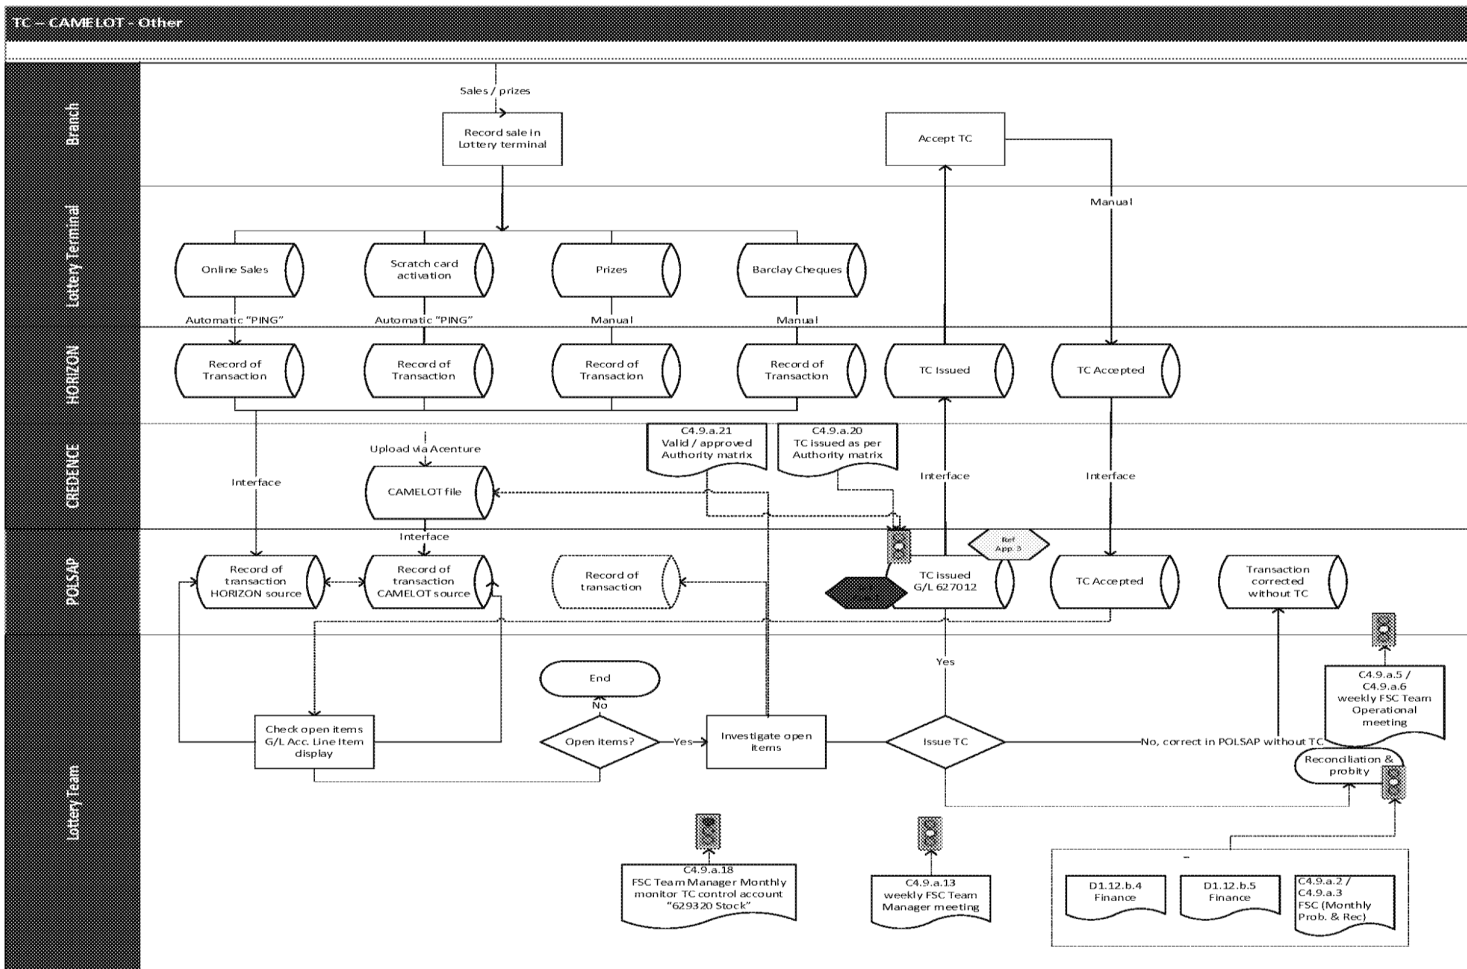 TC – CAMELOT - Other
Branch
Sales / prizes
Record sale in
Lottery terminal
Accept TC
Manual
Lottery Terminal
Online Sales
Scratch card
activation
Prizes
Barclay Cheques
Automatic "PING"
Automatic "PING"
Manual
Manual
HORIZON
Record of
Transaction
Record of
Transaction
Record of
Transaction
Record of
Transaction
TC Issued
TC Accepted
CREDENCE
Upload via Acenture
CAMELOT file
C4.9.a.21
Valid / approved
Authority matrix
C4.9.a.20
TC issued as per
Authority matrix
Interface
Interface
Interface
Interface
POLSAP
Record of
transaction
HORIZON source
Record of
transaction
CAMELOT source
Record of
transaction
TC issued
G/L 627012
Ref
App. 3
TC Accepted
Transaction
corrected
without TC
Lottery Team
Yes
End
No
Check open items
G/L Acc. Line Item
display
Open items?
Yes
Investigate open
items
Issue TC
No, correct in POLSAP without TC
C4.9.a.5 /
C4.9.a.6
weekly FSC Team
Operational
meeting
Reconciliation &
probity
C4.9.a.18
FSC Team Manager Monthly
monitor TC control account
"629320 Stock"
C4.9.a.13
weekly FSC Team
Manager meeting
D1.12.b.4
Finance
D1.12.b.5
Finance
C4.9.a.2 /
C4.9.a.3
FSC (Monthly
Prob. & Rec)